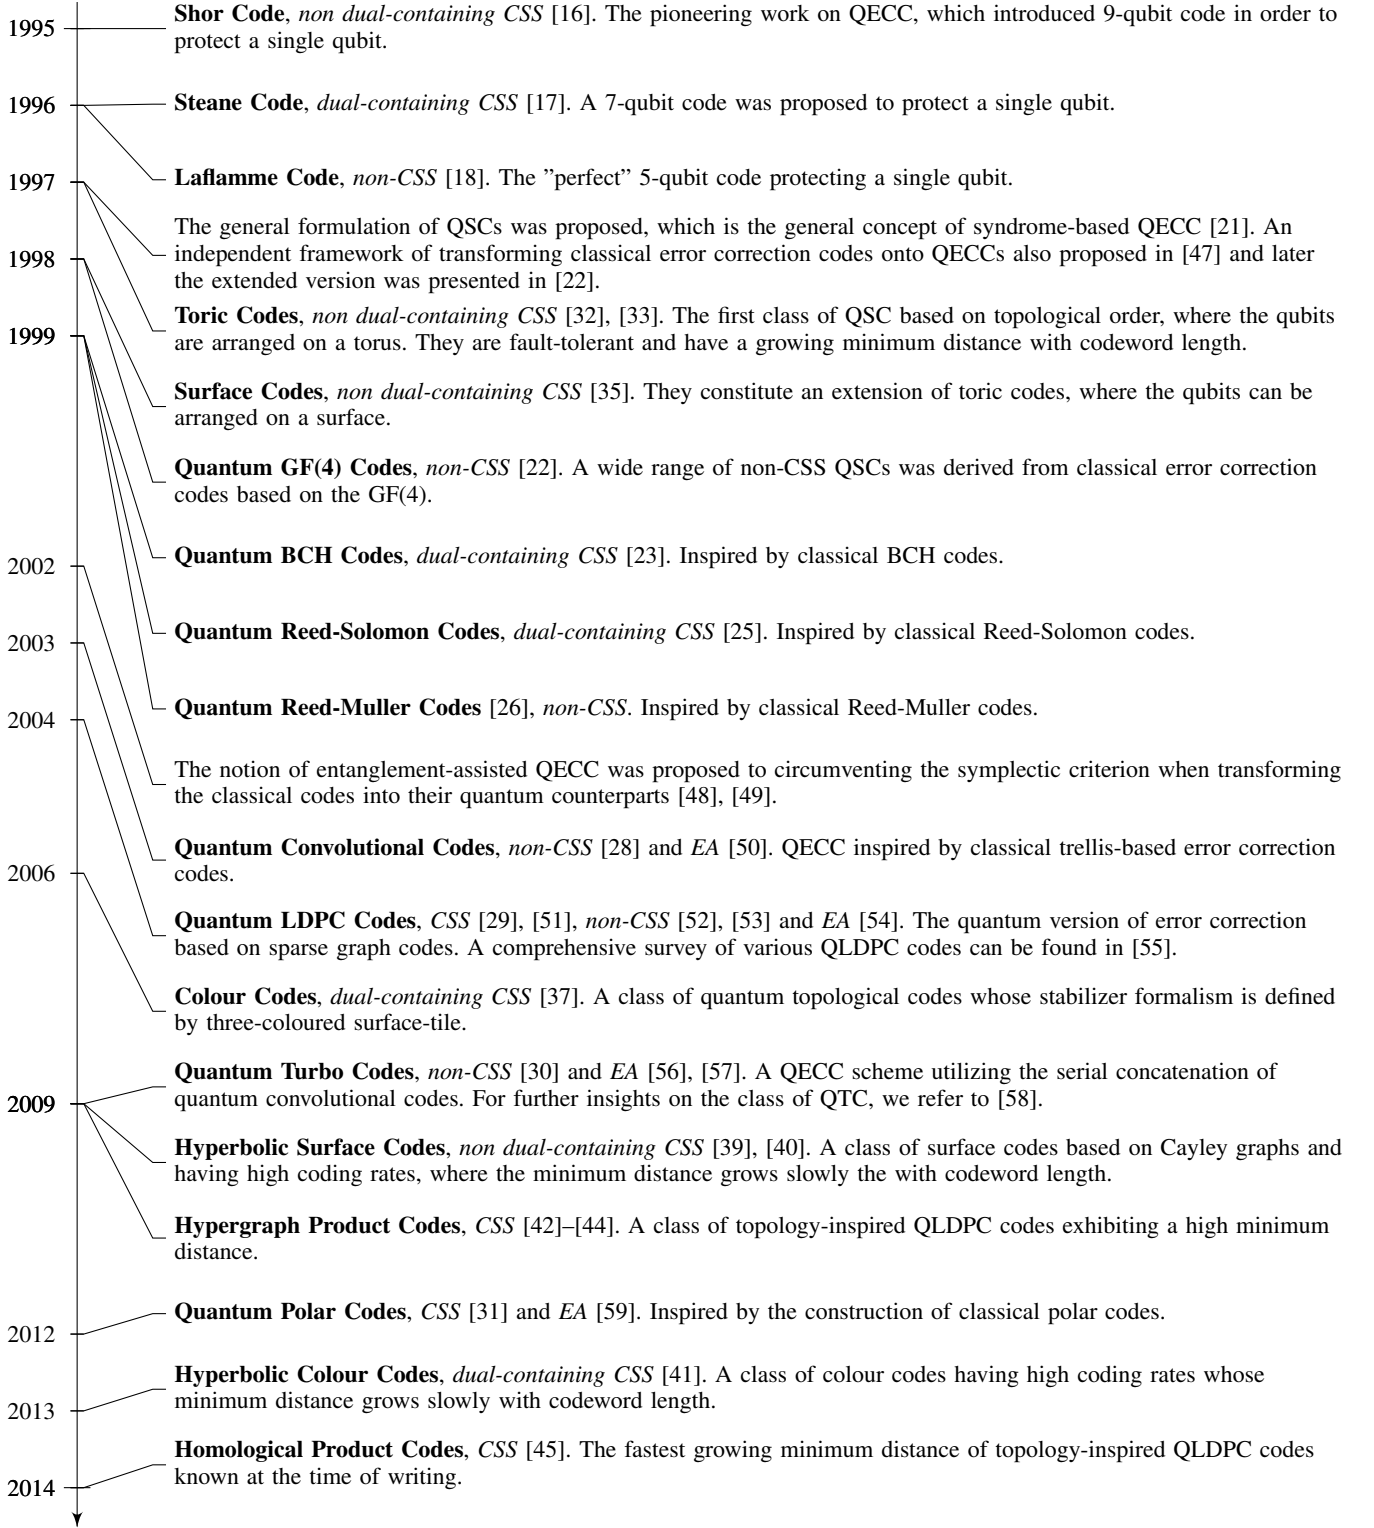 1995
Shor Code, non dual-containing CSS [16]. The pioneering work on QECC, which introduced 9-qubit code in order to
protect a single qubit.
1996
Steane Code, dual-containing CSS [17]. A 7-qubit code was proposed to protect a single qubit.
Laflamme Code, non-CSS [18]. The ”perfect” 5-qubit code protecting a single qubit.
1997
The general formulation of QSCs was proposed, which is the general concept of syndrome-based QECC [21]. An
independent framework of transforming classical error correction codes onto QECCs also proposed in [47] and later
the extended version was presented in [22].
1998
Toric Codes, non dual-containing CSS [32], [33]. The first class of QSC based on topological order, where the qubits
are arranged on a torus. They are fault-tolerant and have a growing minimum distance with codeword length.
1999
Surface Codes, non dual-containing CSS [35]. They constitute an extension of toric codes, where the qubits can be
arranged on a surface.
Quantum GF(4) Codes, non-CSS [22]. A wide range of non-CSS QSCs was derived from classical error correction
codes based on the GF(4).
Quantum BCH Codes, dual-containing CSS [23]. Inspired by classical BCH codes.
2002
Quantum Reed-Solomon Codes, dual-containing CSS [25]. Inspired by classical Reed-Solomon codes.
2003
Quantum Reed-Muller Codes [26], non-CSS. Inspired by classical Reed-Muller codes.
2004
The notion of entanglement-assisted QECC was proposed to circumventing the symplectic criterion when transforming
the classical codes into their quantum counterparts [48], [49].
Quantum Convolutional Codes, non-CSS [28] and EA [50]. QECC inspired by classical trellis-based error correction
codes.
2006
Quantum LDPC Codes, CSS [29], [51], non-CSS [52], [53] and EA [54]. The quantum version of error correction
based on sparse graph codes. A comprehensive survey of various QLDPC codes can be found in [55].
Colour Codes, dual-containing CSS [37]. A class of quantum topological codes whose stabilizer formalism is defined
by three-coloured surface-tile.
Quantum Turbo Codes, non-CSS [30] and EA [56], [57]. A QECC scheme utilizing the serial concatenation of
quantum convolutional codes. For further insights on the class of QTC, we refer to [58].
2009
Hyperbolic Surface Codes, non dual-containing CSS [39], [40]. A class of surface codes based on Cayley graphs and
having high coding rates, where the minimum distance grows slowly the with codeword length.
Hypergraph Product Codes, CSS [42]–[44]. A class of topology-inspired QLDPC codes exhibiting a high minimum
distance.
Quantum Polar Codes, CSS [31] and EA [59]. Inspired by the construction of classical polar codes.
2012
Hyperbolic Colour Codes, dual-containing CSS [41]. A class of colour codes having high coding rates whose
minimum distance grows slowly with codeword length.
2013
Homological Product Codes, CSS [45]. The fastest growing minimum distance of topology-inspired QLDPC codes
known at the time of writing.
2014